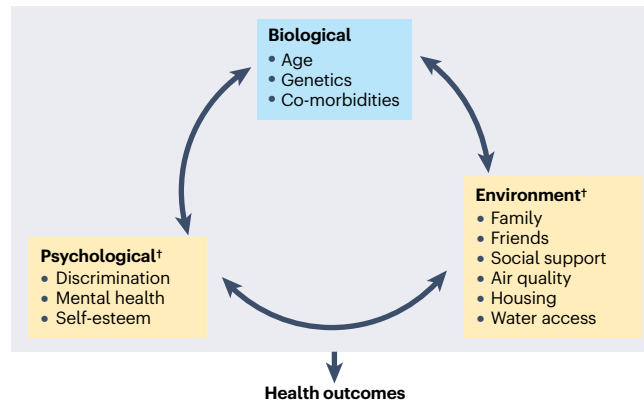 Biological
• Age
• Genetics
• Co-morbidities
Environment†
• Family
• Friends
• Social support
• Air quality
• Housing
• Water access
Psychological†
• Discrimination
• Mental health
• Self-esteem
Health outcomes